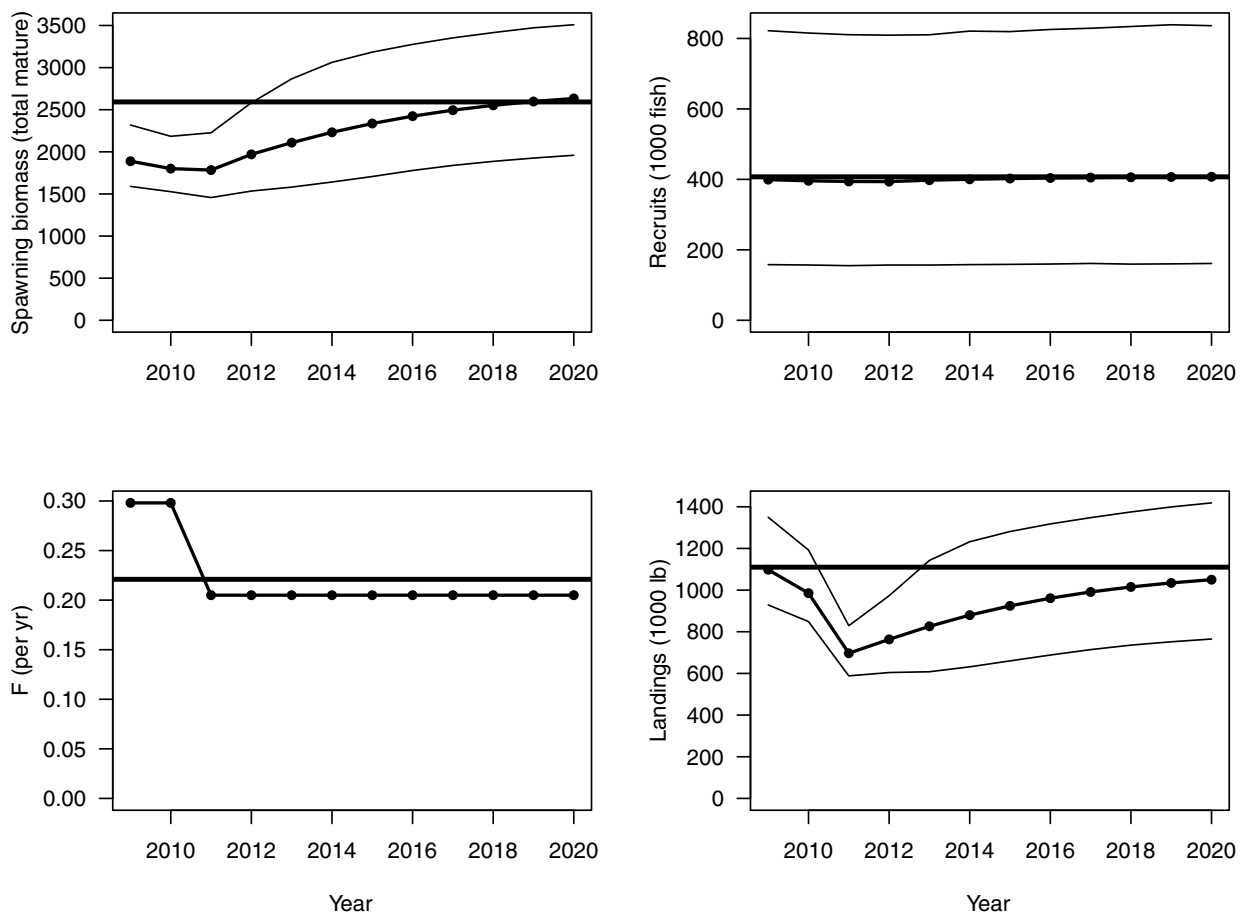 Spawning biomass (total mature)
3500
3000
2500
2000
1500
1000
500
0
2010 2012 2014 2016 2018 2020
Recruits (1000 fish)
800
600
400
200
0
2010 2012 2014 2016 2018 2020
F (per yr)
0.30
0.25
0.20
0.15
0.10
0.05
0.00
2010 2012 2014 2016 2018 2020
Year
Landings (1000 lb)
1400
1200
1000
800
600
400
200
0
2010 2012 2014 2016 2018 2020
Year